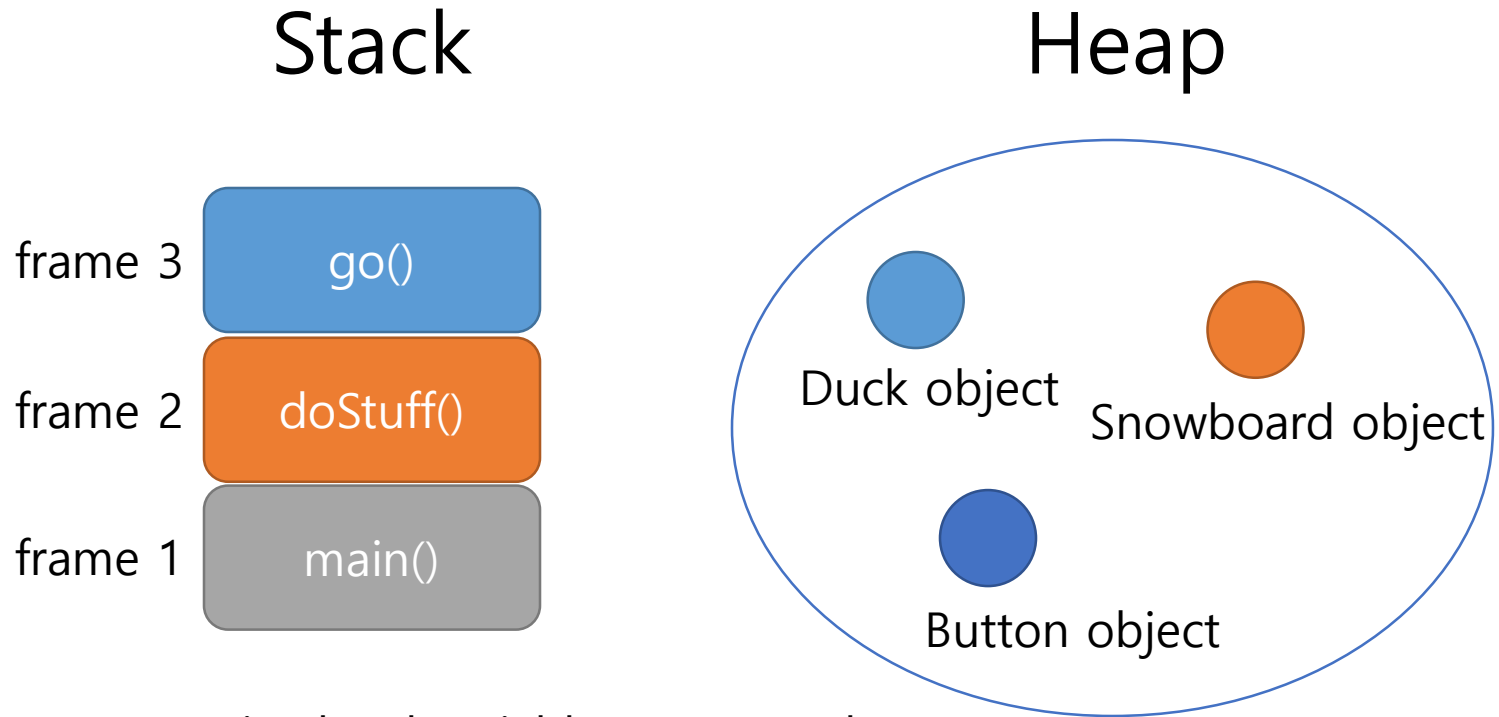 Stack
Heap
frame 3
go()
frame 2
doStuff()
frame 1
main()
Duck object
Snowboard object
Button object